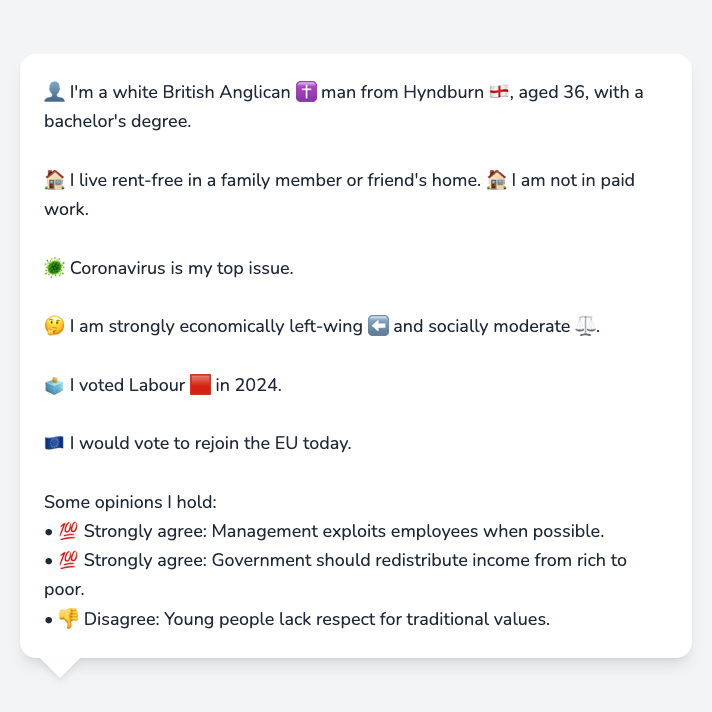 👤 I'm a white British Anglican ✝️ man from Hyndburn 🏴󠁧󠁢󠁥󠁮󠁧󠁿, aged 36, with a
bachelor's degree.
🏠 I live rent-free in a family member or friend's home. 🏠 I am not in paid
work.
🦠 Coronavirus is my top issue.
🤔 I am strongly economically left-wing ⬅️ and socially moderate ⚖️.
🗳️ I voted Labour 🟥 in 2024.
🇪🇺 I would vote to rejoin the EU today.
Some opinions I hold:
• 💯 Strongly agree: Management exploits employees when possible.
• 💯 Strongly agree: Government should redistribute income from rich to
poor.
• 👎 Disagree: Young people lack respect for traditional values.